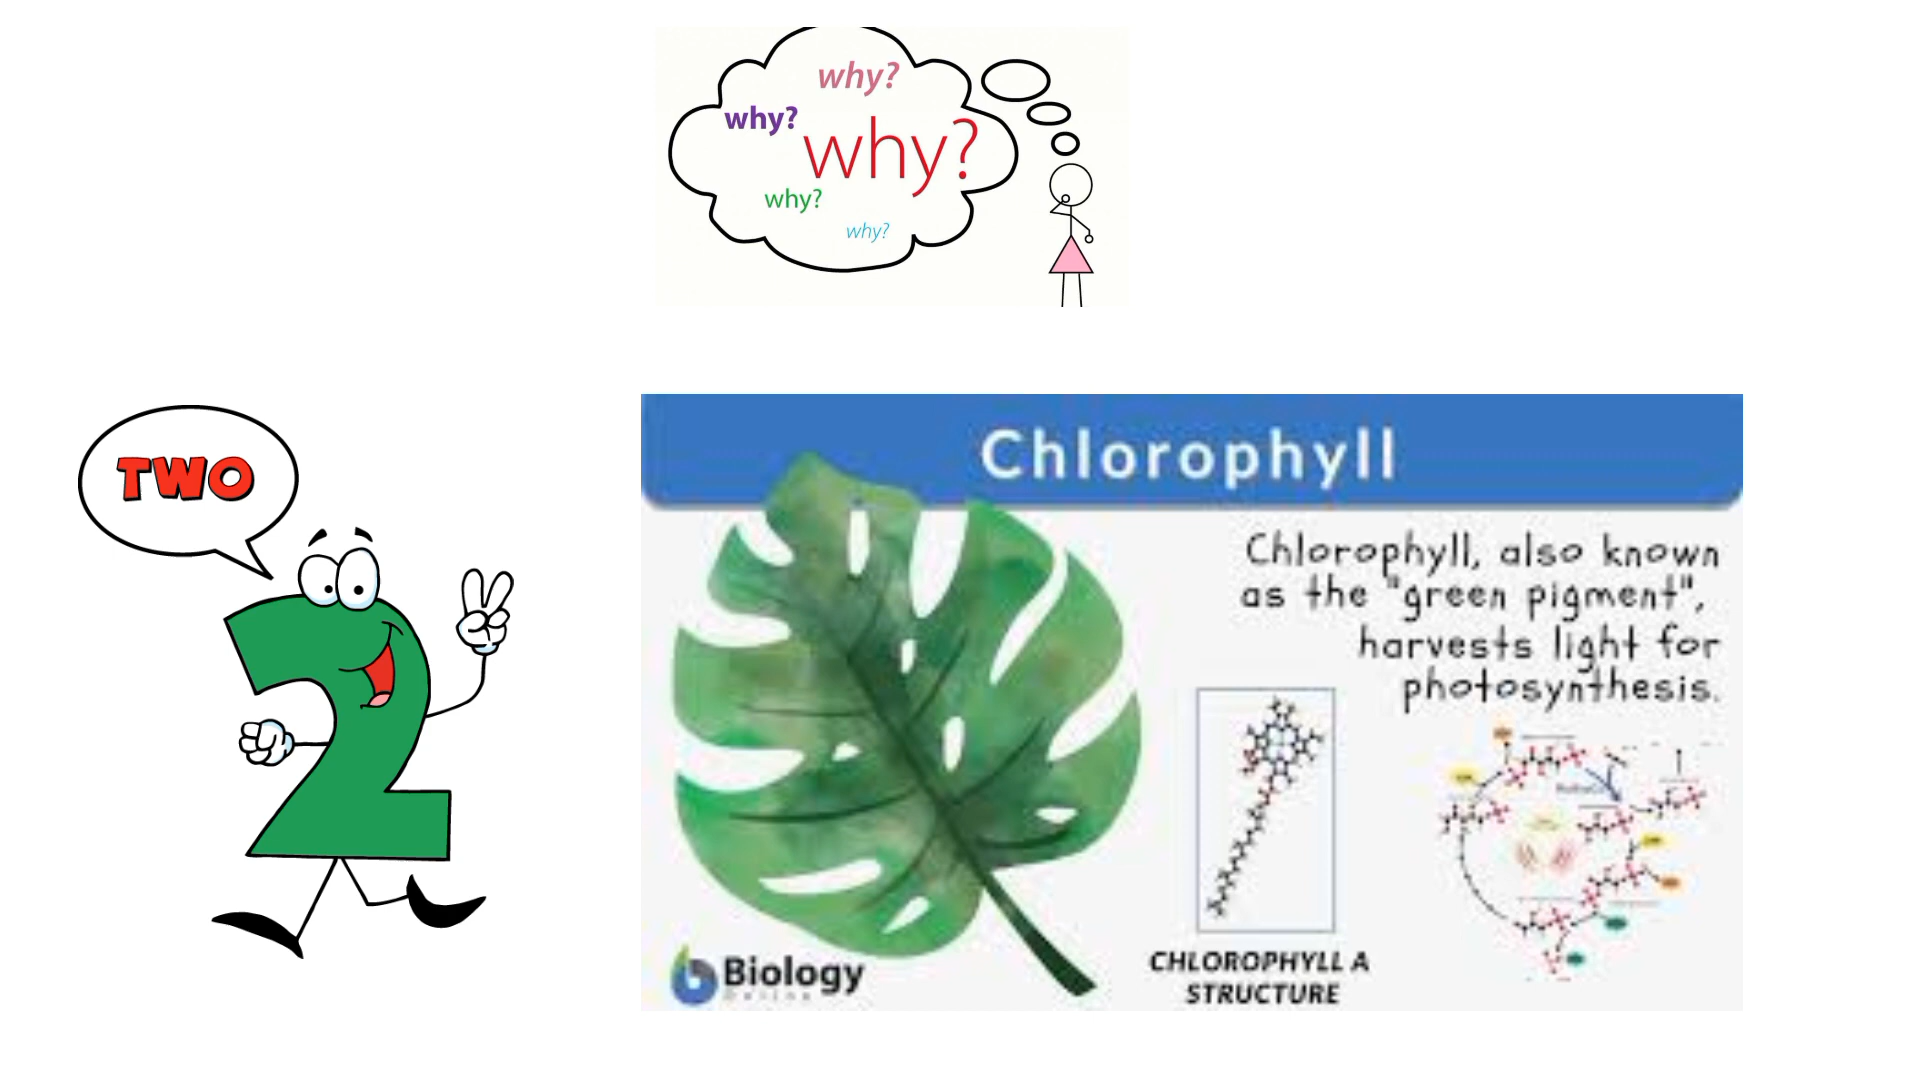 why?
why?
why?
why?
why?
TWO
Chlorophyll
Chlorophyll, also known
as the "green pigment",
harvests light for
photosynthesis.
CHLOROPHYLL A
STRUCTURE
Biology